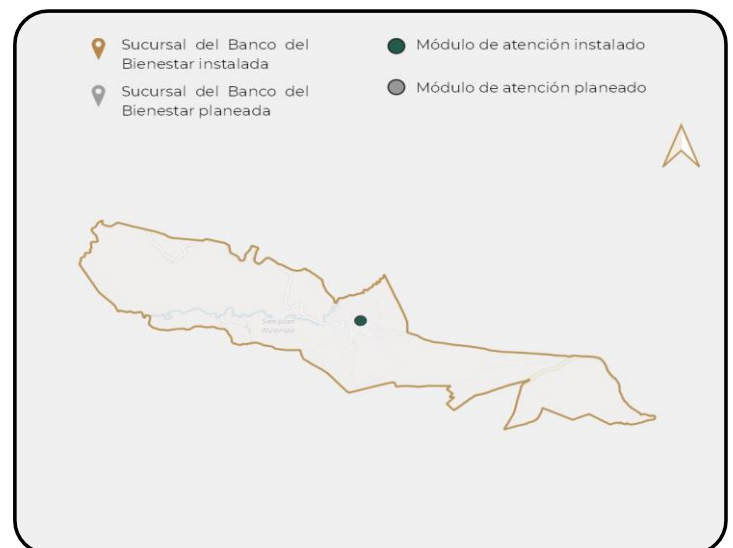 Sucursal del Banco del
Bienestar instalada
Sucursal del Banco del
Bienestar planeada
Módulo de atención instalado
Módulo de atención planeado